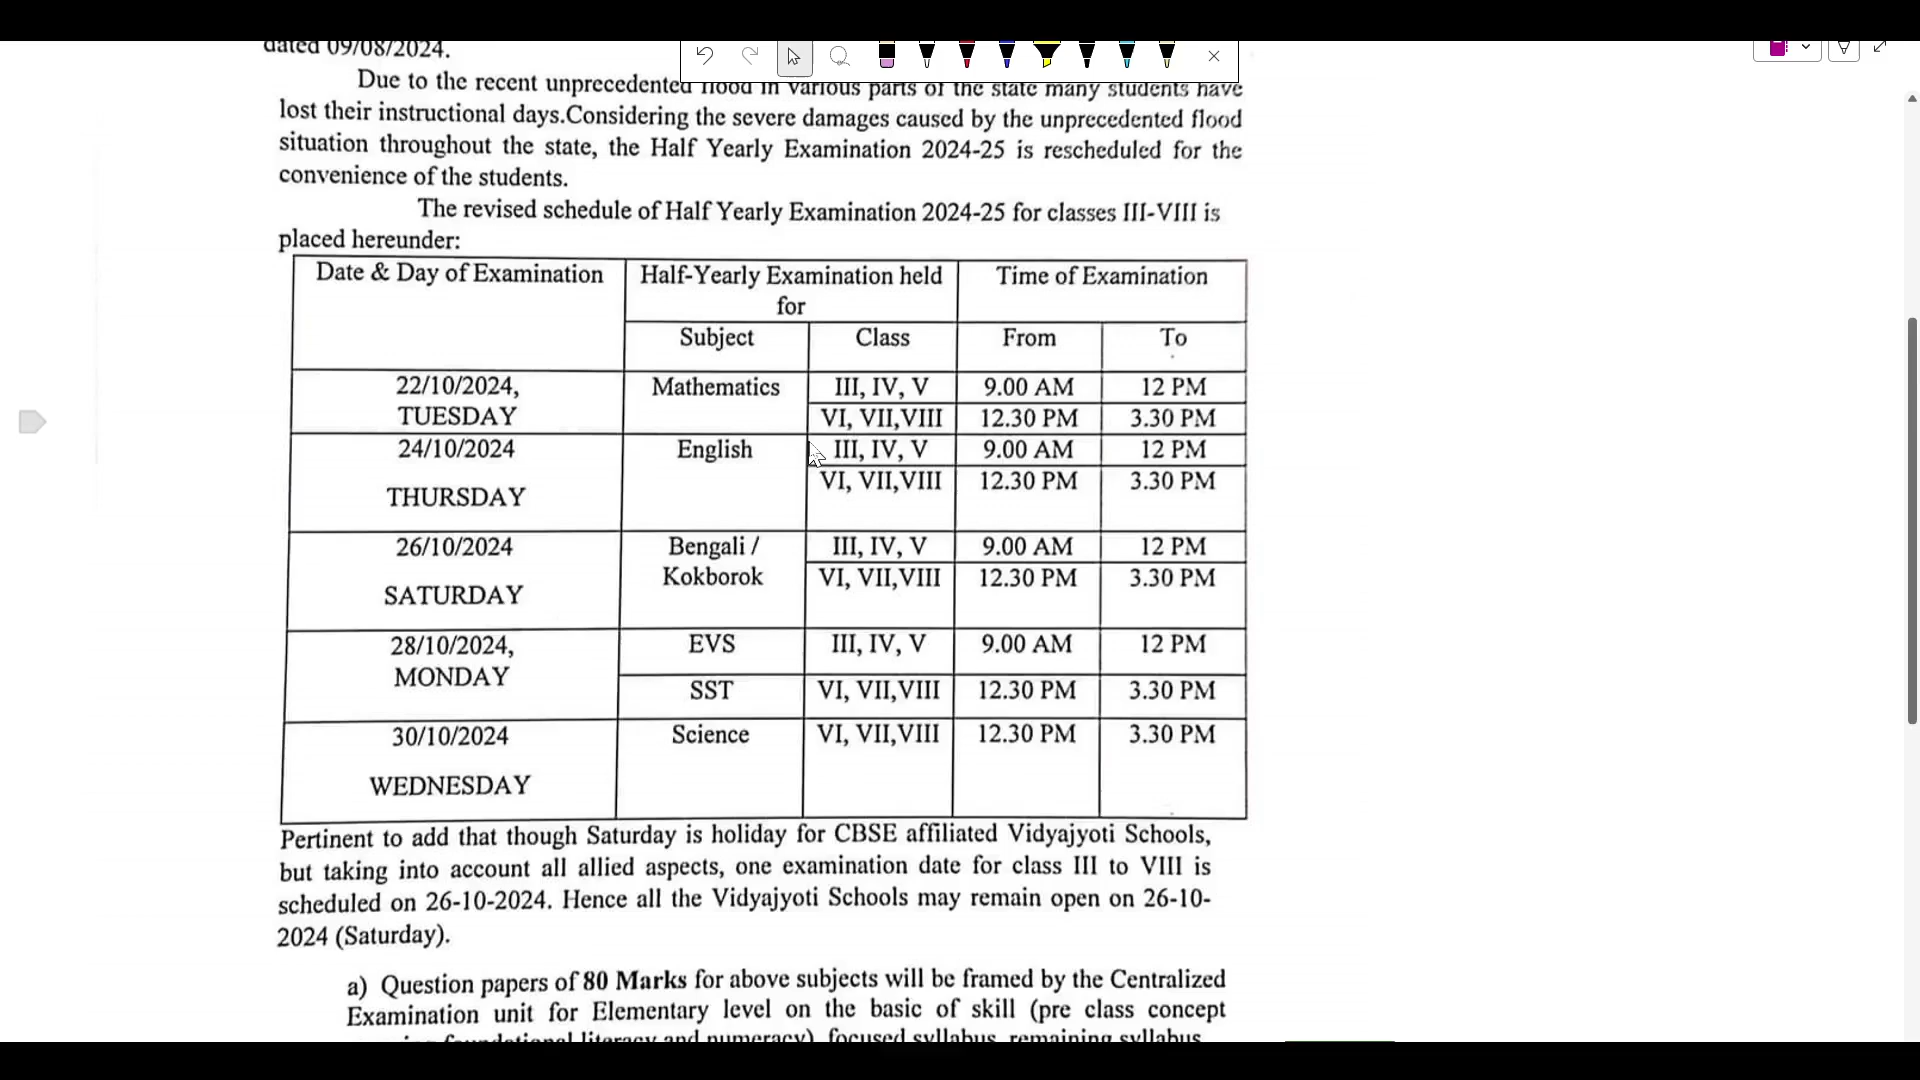 dated 09/08/2024.
Due to the recent unprecedented flood in various parts of the state many students have
lost their instructional days.Considering the severe damages caused by the unprecedented flood
situation throughout the state, the Half Yearly Examination 2024-25 is rescheduled for the
convenience of the students.
The revised schedule of Half Yearly Examination 2024-25 for classes III-VIII is
placed hereunder:
Date & Day of Examination Half-Yearly Examination held Time of Examination
for
Subject Class From To
22/10/2024, Mathematics III, IV, V 9.00 AM 12 PM
TUESDAY VI, VII,VIII 12.30 PM 3.30 PM
24/10/2024 English III, IV, V 9.00 AM 12 PM
VI, VII,VIII 12.30 PM 3.30 PM
THURSDAY
26/10/2024 Bengali / III, IV, V 9.00 AM 12 PM
Kokborok VI, VII,VIII 12.30 PM 3.30 PM
SATURDAY
28/10/2024, EVS III, IV, V 9.00 AM 12 PM
MONDAY
SST VI, VII,VIII 12.30 PM 3.30 PM
30/10/2024 Science VI, VII,VIII 12.30 PM 3.30 PM
WEDNESDAY
Pertinent to add that though Saturday is holiday for CBSE affiliated Vidyajyoti Schools,
but taking into account all allied aspects, one examination date for class III to VIII is
scheduled on 26-10-2024. Hence all the Vidyajyoti Schools may remain open on 26-10-
2024 (Saturday).
a) Question papers of 80 Marks for above subjects will be framed by the Centralized
Examination unit for Elementary level on the basic of skill (pre class concept
foundational literacy and numeracy), focused syllabus, remaining syllabus